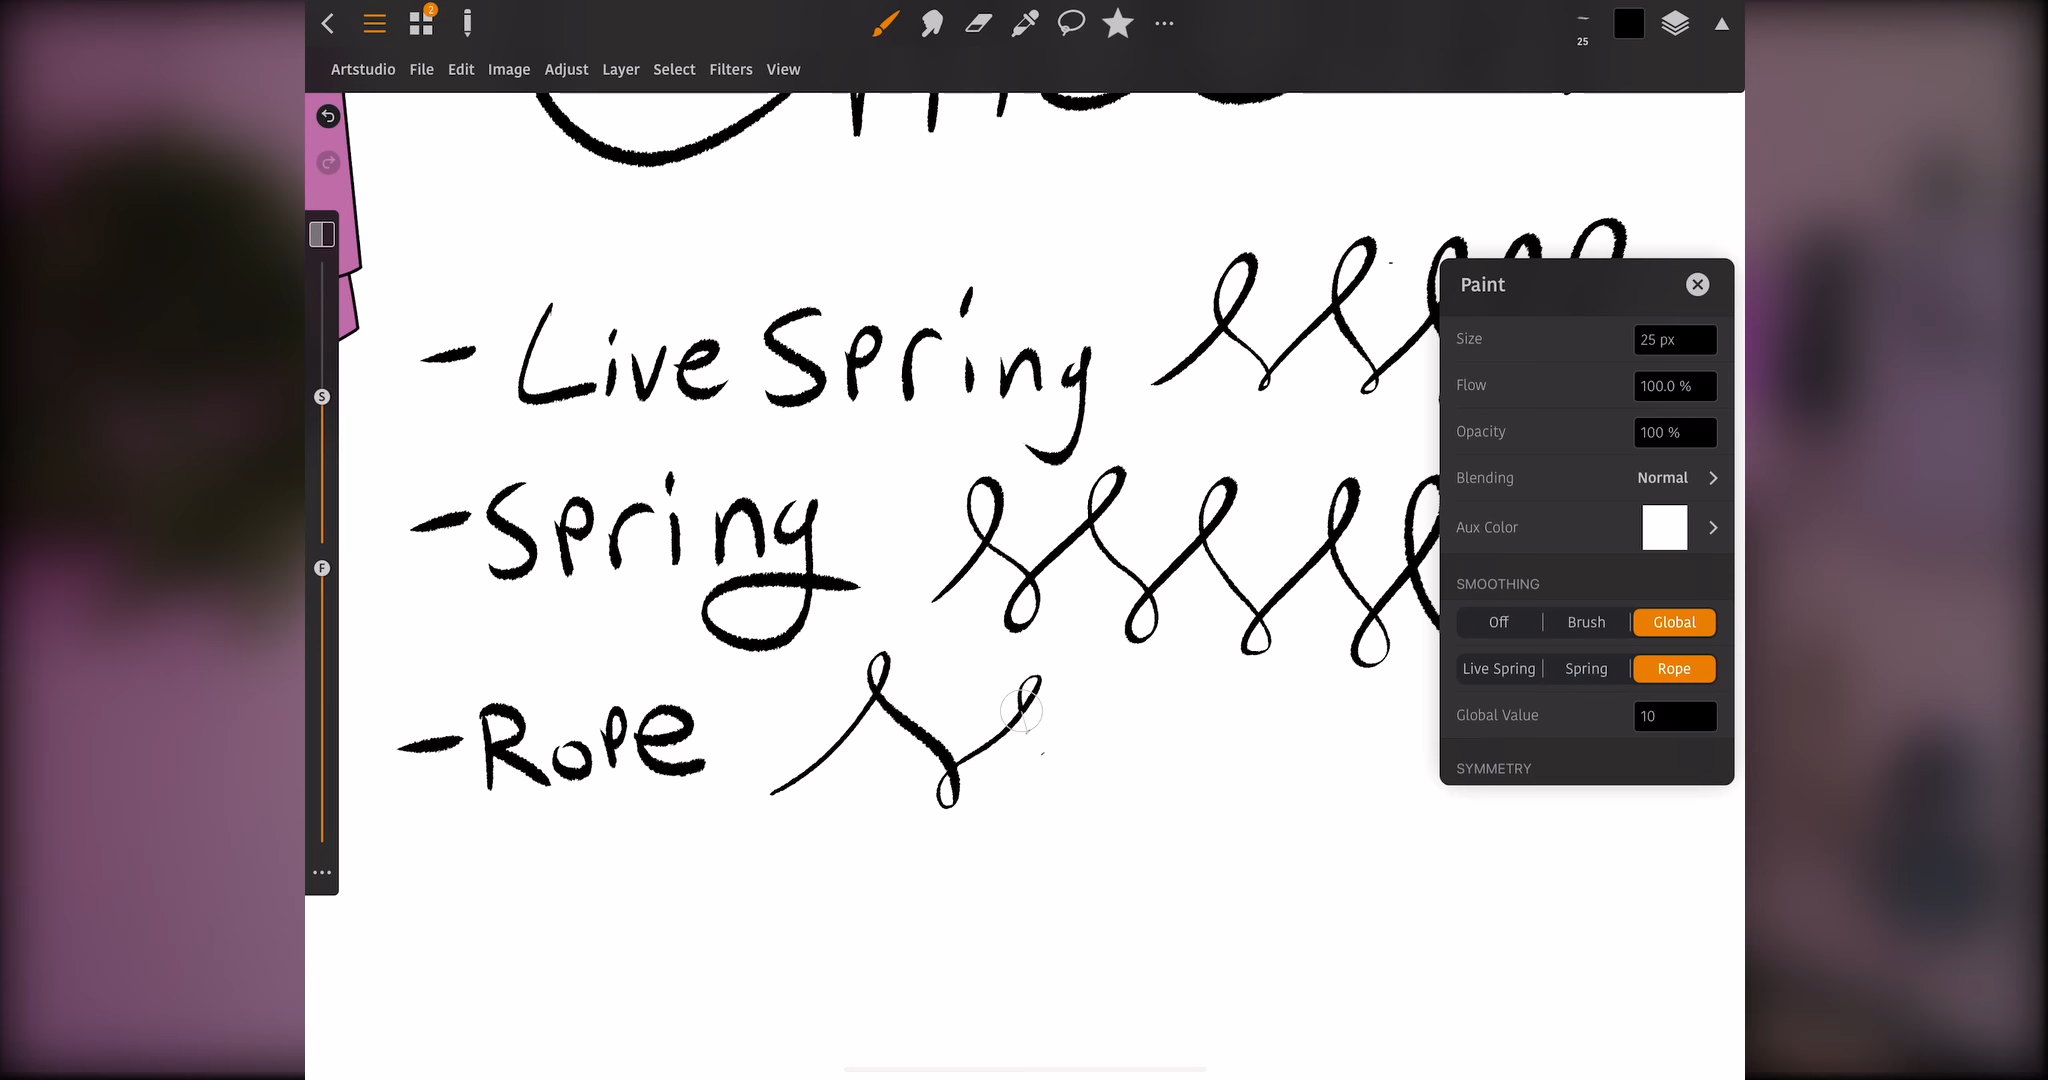 2
25
Artstudio File Edit Image Adjust Layer Select Filters View
- Live Spring
- Spring
- Rope
S
F
Paint
Size 25 px
Flow 100.0 %
Opacity 100 %
Blending Normal
Aux Color
SMOOTHING
Off Brush Global
Live Spring Spring Rope
Global Value 10
SYMMETRY